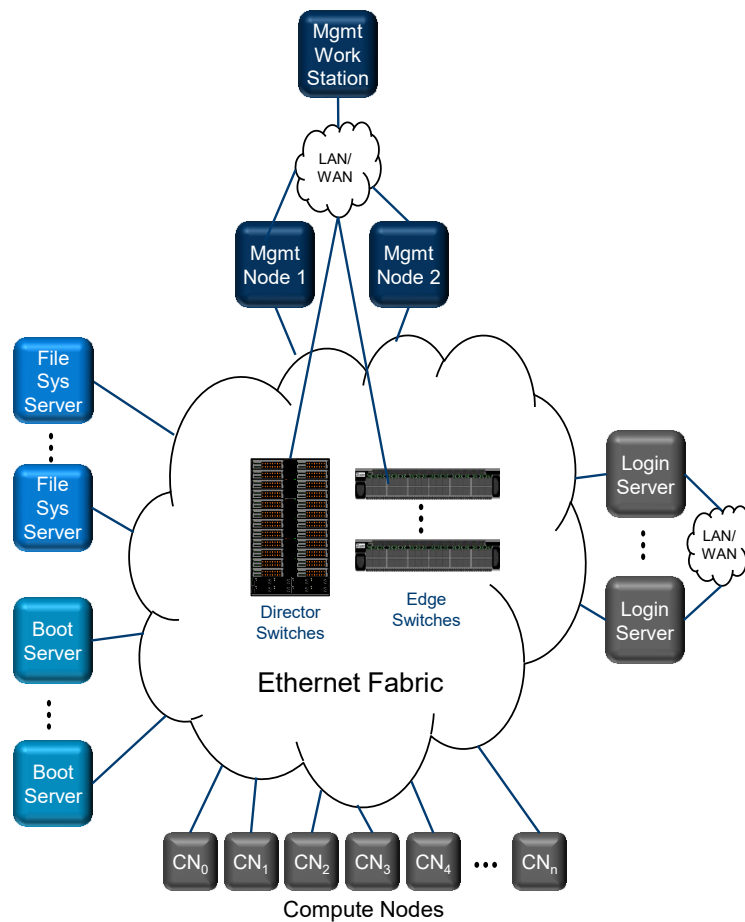 Mgmt
Work
Station
LAN/
WAN
Mgmt
Node 1
Mgmt
Node 2
File
Sys
Server
File
Sys
Server
Boot
Server
Boot
Server
Login
Server
Login
Server
LAN/
WAN
Director
Switches
Edge
Switches
Ethernet Fabric
CN0 CN1 CN2 CN3 CN4 ••• CNn
Compute Nodes